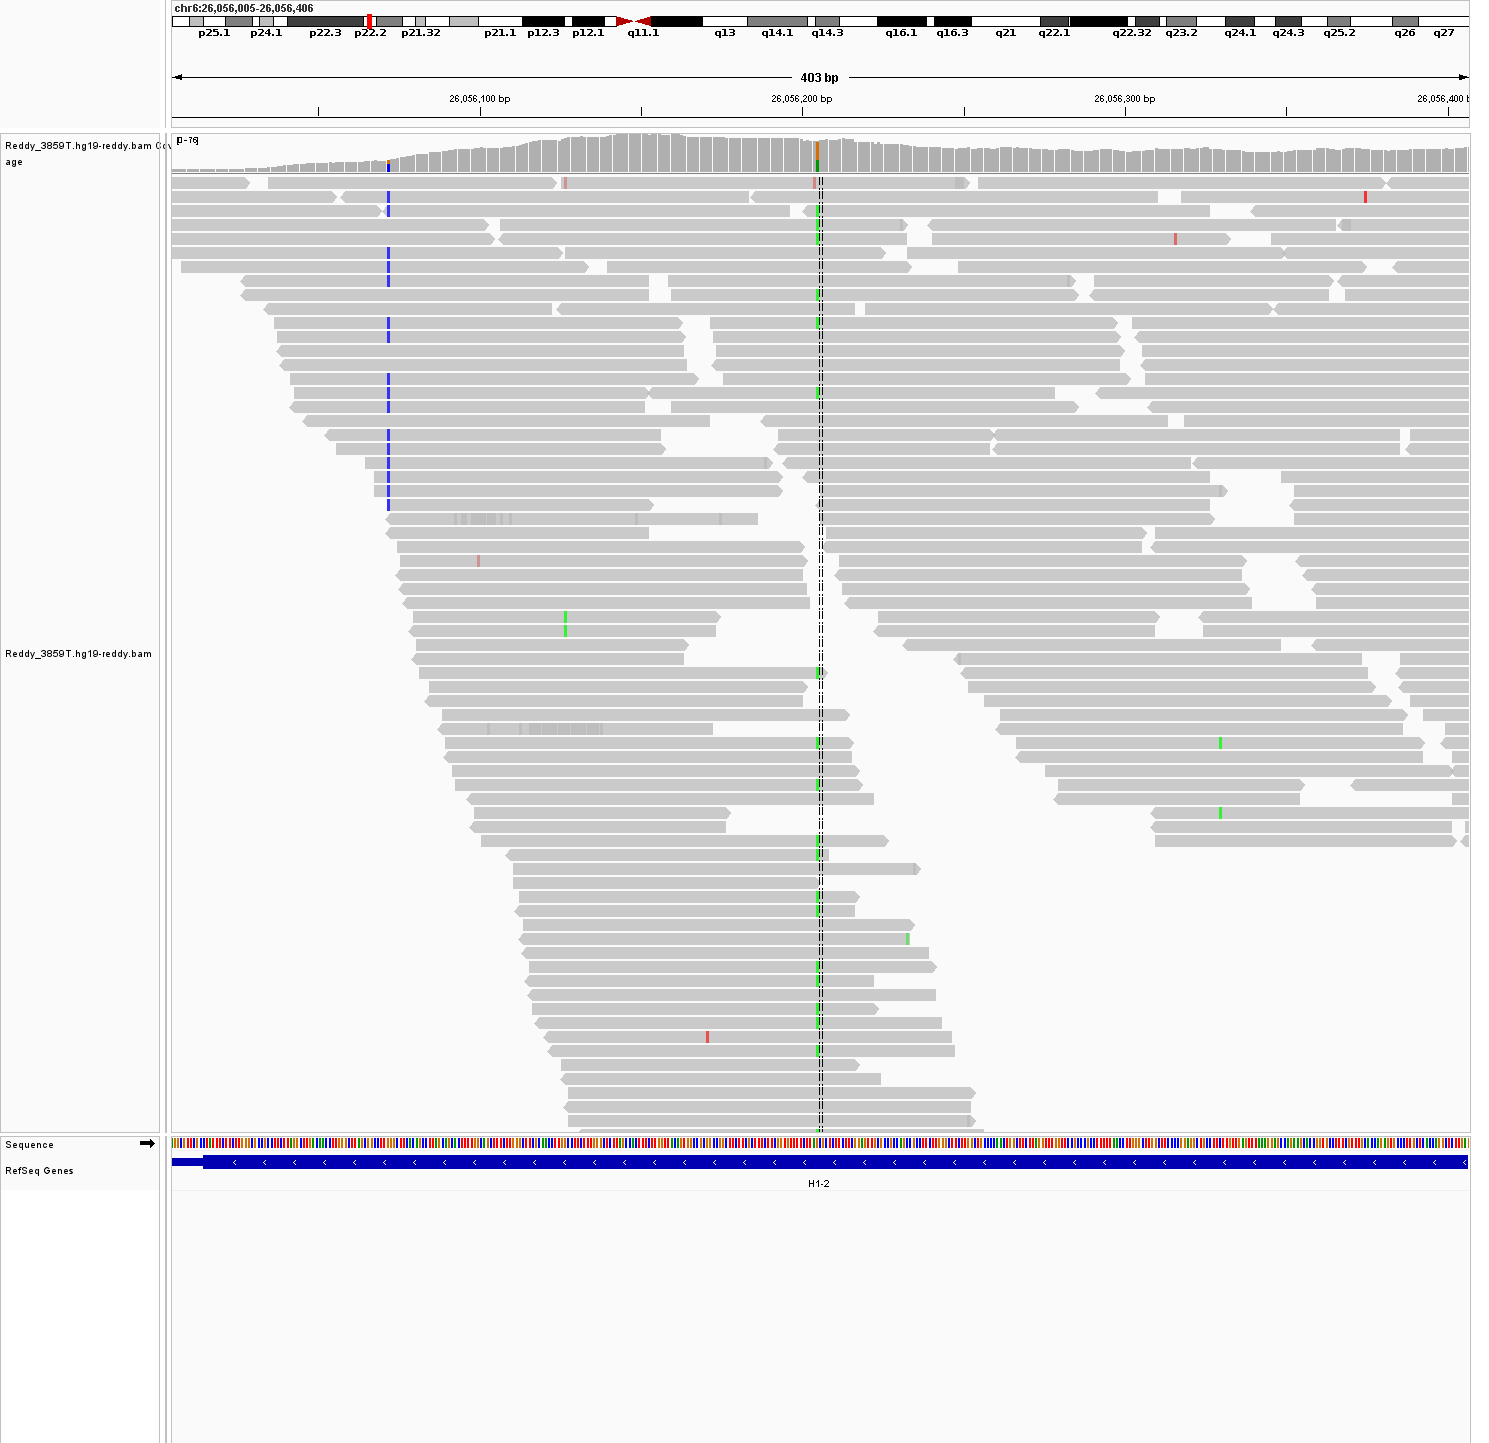 chr6:26,056,005-26,056,406
p25.1 p24.1 p22.3 p22.2 p21.32 p21.1 p12.3 p12.1 q11.1 q13 q14.1 q14.3 q16.1 q16.3 q21 q22.1 q22.32 q23.2 q24.1 q24.3 q25.2 q26 q27
403 bp
26,056,100 bp 26,056,200 bp 26,056,300 bp 26,056,400 b
Reddy_3859T.hg19-reddy.bam Cov
age
[0 - 76]
Reddy_3859T.hg19-reddy.bam
Sequence
RefSeq Genes
H1-2